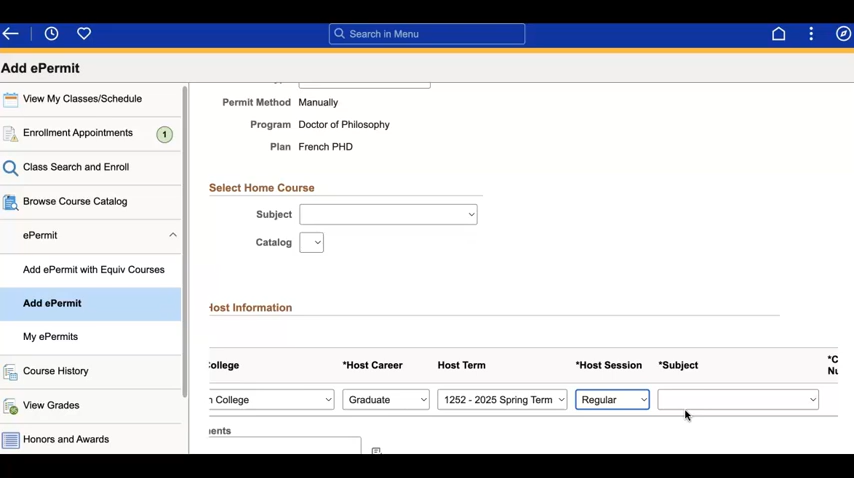 Search in Menu
Add ePermit
View My Classes/Schedule
Enrollment Appointments 1
Class Search and Enroll
Browse Course Catalog
ePermit
Add ePermit with Equiv Courses
Add ePermit
My ePermits
Course History
View Grades
Honors and Awards
Permit Method Manually
Program Doctor of Philosophy
Plan French PHD
Select Home Course
Subject
Catalog
Host Information
College *Host Career Host Term *Host Session *Subject
College Graduate 1252 - 2025 Spring Term Regular